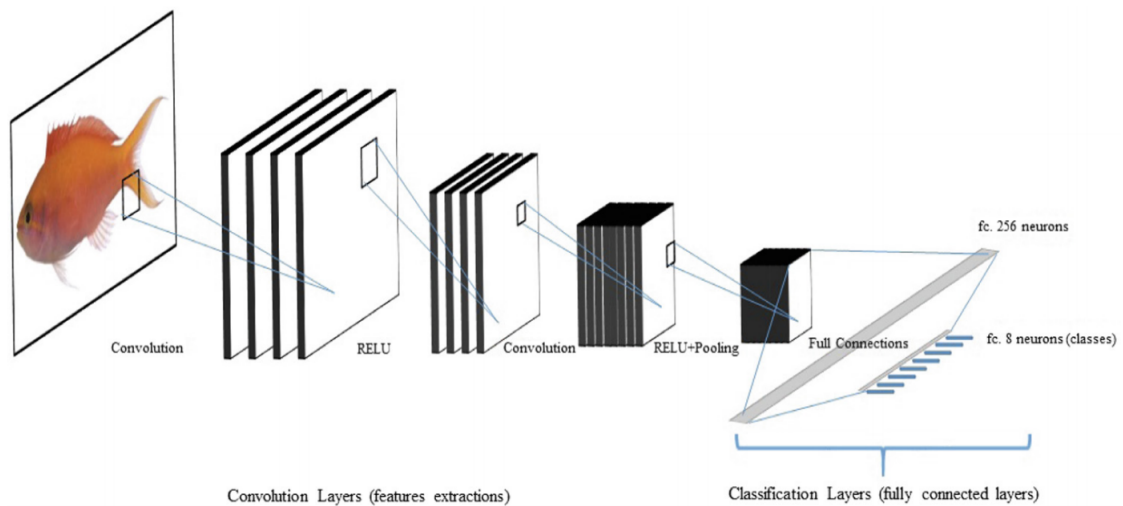 fc. 256 neurons
fc. 8 neurons (classes)
Convolution
RELU
Convolution
RELU+Pooling
Full Connections
Convolution Layers (features extractions)
Classification Layers (fully connected layers)